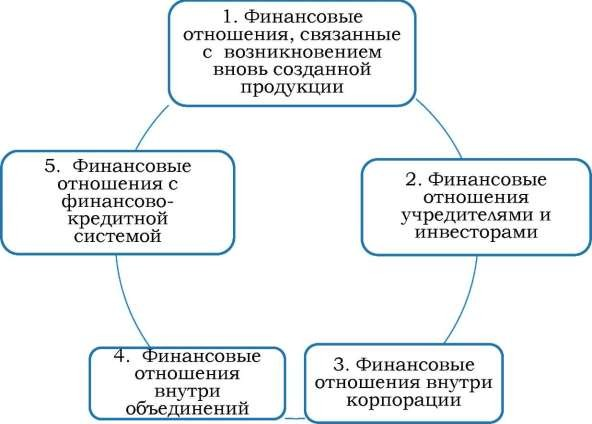 1. Финансовые
отношения, связанные
с возникновением
вновь созданной
продукции
2. Финансовые
отношения
учредителями и
инвесторами
3. Финансовые
отношения внутри
корпорации
4. Финансовые
отношения
внутри
объединений
5. Финансовые
отношения с
финансово-
кредитной
системой